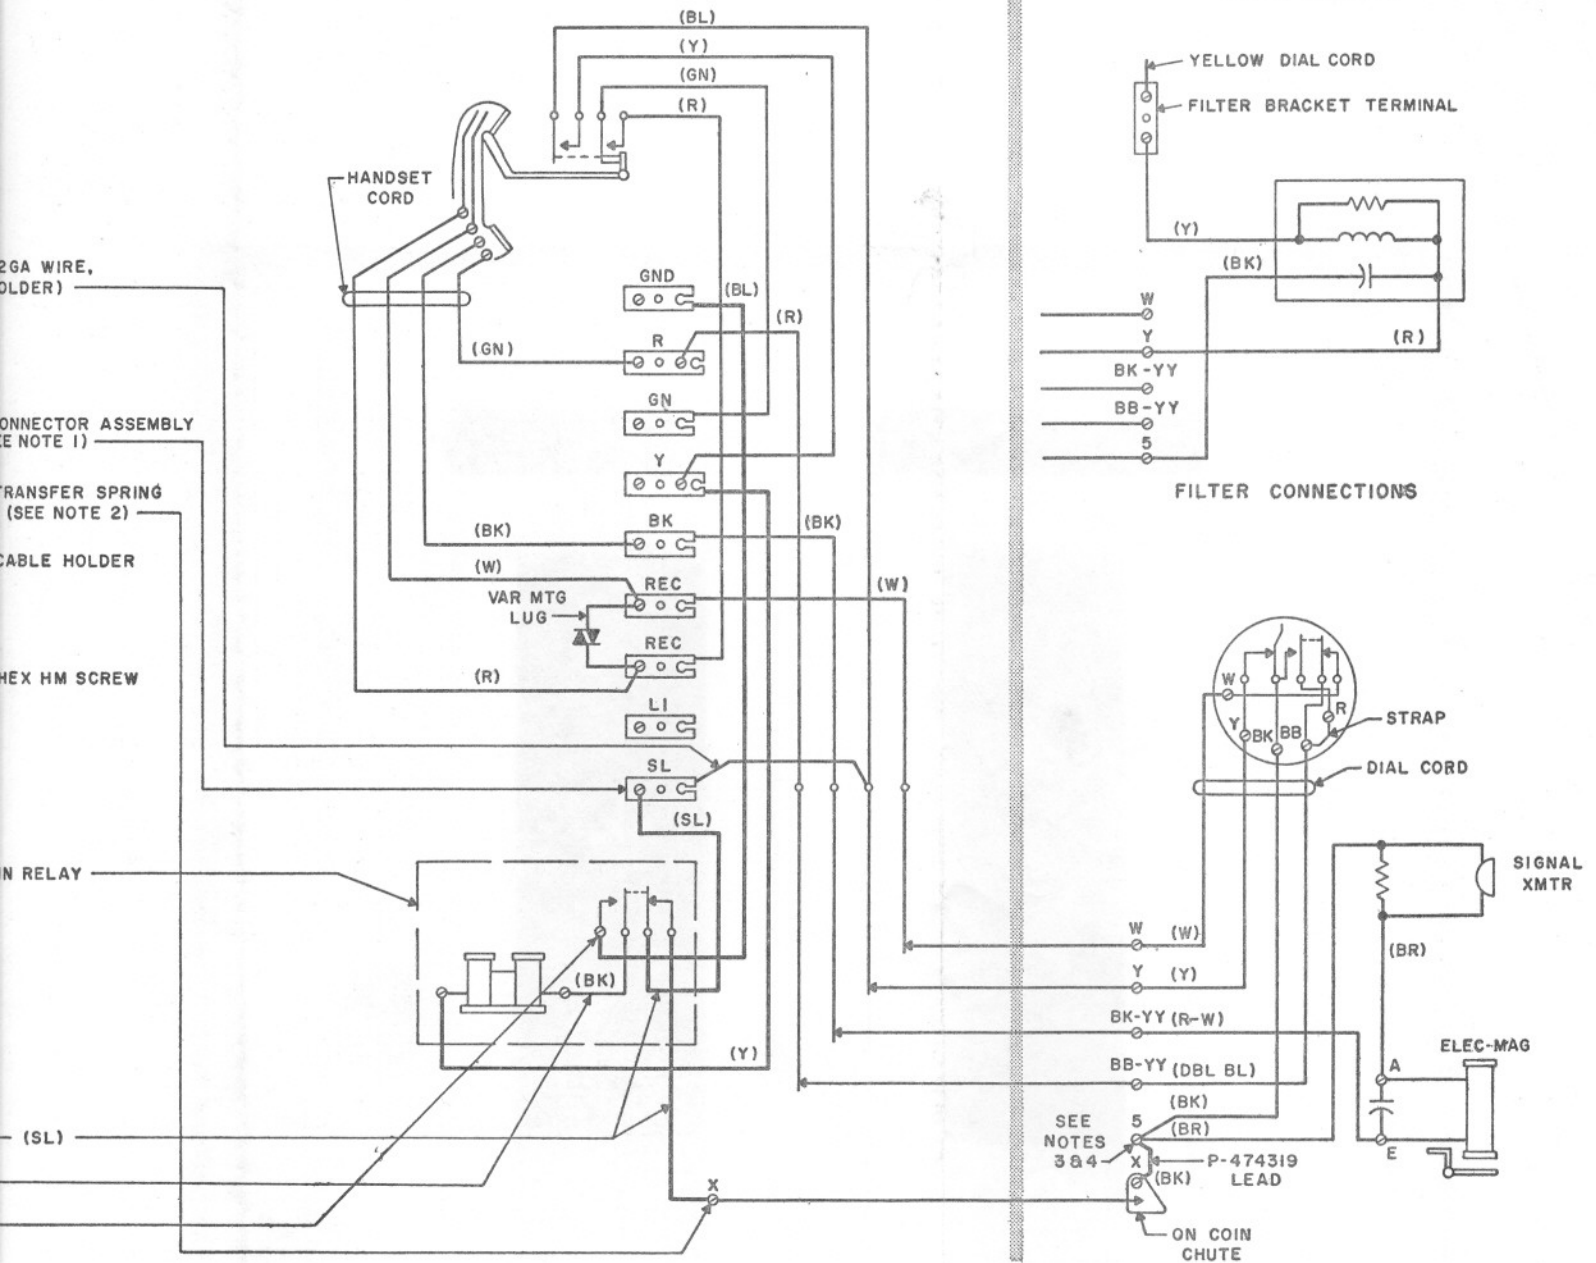 (BL)
(Y)
(GN)
(R)
HANDSET
CORD
2GA WIRE,
OLDER)
GND
(BL)
(R)
R
(GN)
GN
ONNECTOR ASSEMBLY
EE NOTE 1)
Y
TRANSFER SPRING
(SEE NOTE 2)
BK
(BK)
(BK)
CABLE HOLDER
(W)
REC
(W)
VAR MTG
LUG
REC
HEX HM SCREW
(R)
L1
SL
(SL)
IN RELAY
(BK)
(Y)
(SL)
X
YELLOW DIAL CORD
FILTER BRACKET TERMINAL
(Y)
(BK)
W
Y
(R)
BK-YY
BB-YY
5
FILTER CONNECTIONS
W
R
Y
BK
BB
STRAP
DIAL CORD
SIGNAL
XMTR
W (W)
(BR)
Y (Y)
BK-YY (R-W)
ELEC-MAG
BB-YY (DBL BL)
A
(BK)
5
(BR)
SEE
NOTES
3&4
E
X
P-474319
LEAD
(BK)
ON COIN
CHUTE